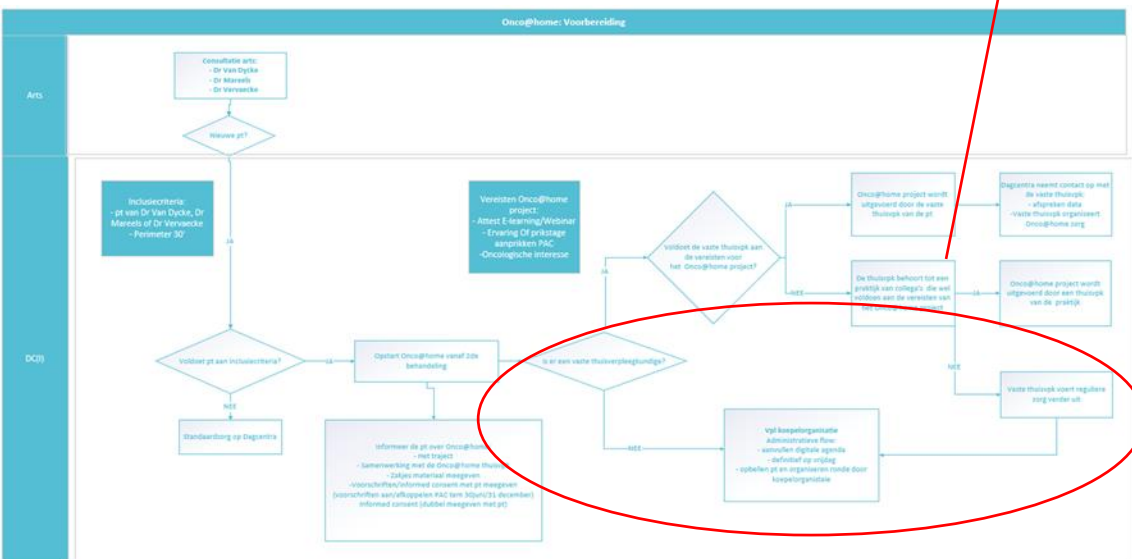 Onco@home: Voorbereiding
Arts
Consultatie arts:
- Dr Van Dycke
- Dr Mareels
- Dr Vervaecke
Nieuwe pt?
DC(I)
Inclusiecriteria:
- pt van Dr Van Dycke, Dr
Mareels of Dr Vervaecke
- Perimeter 30'
JA
Voldoet pt aan inclusiecriteria?
NEE
Standaardzorg op Dagcentra
JA
Opstart Onco@home vanaf 2de
behandeling
Informeer de pt over Onco@home
- Het traject
- Samenwerking met de Onco@home thuisvpk
- Zakjes materiaal meegeven
-Voorschriften/informed consent met pt meegeven
(voorschriften aan/afkoppelen PAC tem 30juni/31 december)
Informed consent (dubbel meegeven met pt)
Vereisten Onco@home
project:
- Attest E-learning/Webinar
- Ervaring Of prikstage
aanprikken PAC
-Oncologische interesse
Is er een vaste thuisverpleegkundige?
JA
Voldoet de vaste thuisvpk aan
de vereisten voor
het Onco@home project?
JA
Onco@home project wordt
uitgevoerd door de vaste
thuisvpk van de pt
Dagcentra neemt contact op met
de vaste thuisvpk:
- afspreken data
-Vaste thuisvpk organiseert
Onco@home zorg
NEE
De thuisvpk behoort tot een
praktijk van collega's die wel
voldoen aan de vereisten van
het Onco@home project
JA
Onco@home project wordt
uitgevoerd door een thuisvpk
van de praktijk
NEE
Vaste thuisvpk voert reguliere
zorg verder uit
NEE
Vpl koepelorganisatie
Administratieve flow:
- aanvullen digitale agenda
- definitief op vrijdag
- opbellen pt en organiseren ronde door
koepelorganistaie